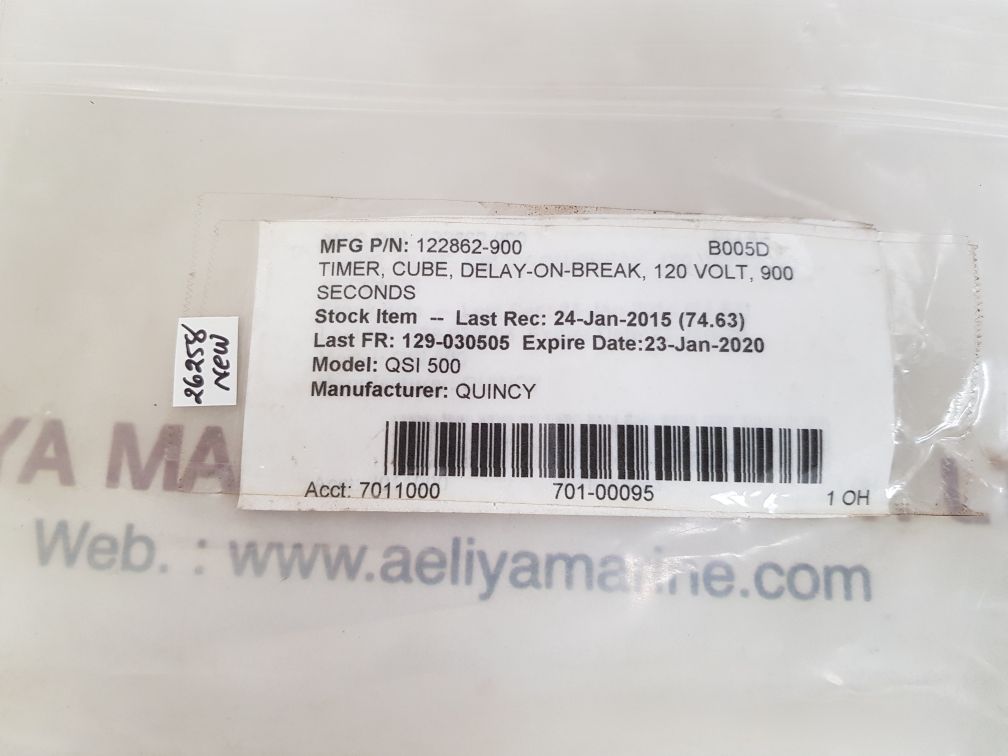 MFG P/N: 122862-900 B005D
TIMER, CUBE, DELAY-ON-BREAK, 120 VOLT, 900
SECONDS
Stock Item -- Last Rec: 24-Jan-2015 (74.63)
Last FR: 129-030505 Expire Date:23-Jan-2020
Model: QSI 500
Manufacturer: QUINCY
Acct: 7011000 701-00095 1 OH
26258
NEW
YA MA
Web. : www.aeliyamarine.com